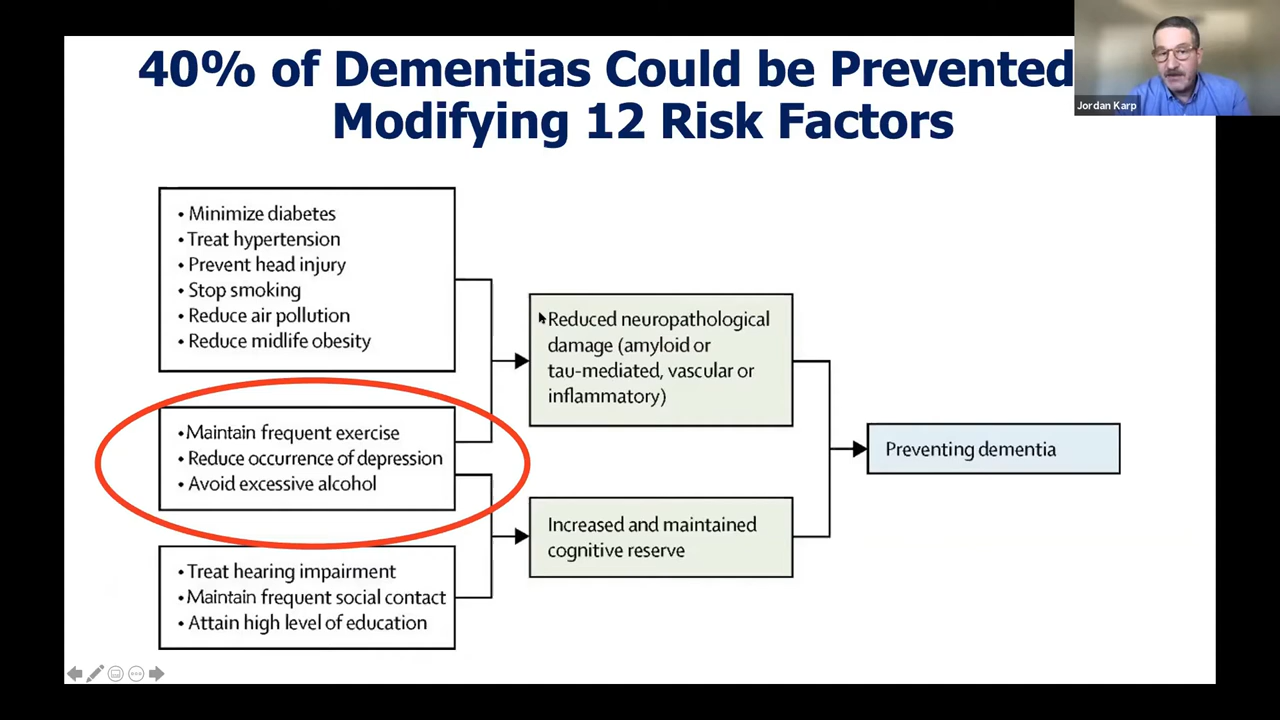 40% of Dementias Could be Prevented
Modifying 12 Risk Factors
Jordan Karp
• Minimize diabetes
• Treat hypertension
• Prevent head injury
• Stop smoking
• Reduce air pollution
• Reduce midlife obesity
• Maintain frequent exercise
• Reduce occurrence of depression
• Avoid excessive alcohol
• Treat hearing impairment
• Maintain frequent social contact
• Attain high level of education
Reduced neuropathological
damage (amyloid or
tau-mediated, vascular or
inflammatory)
Increased and maintained
cognitive reserve
Preventing dementia